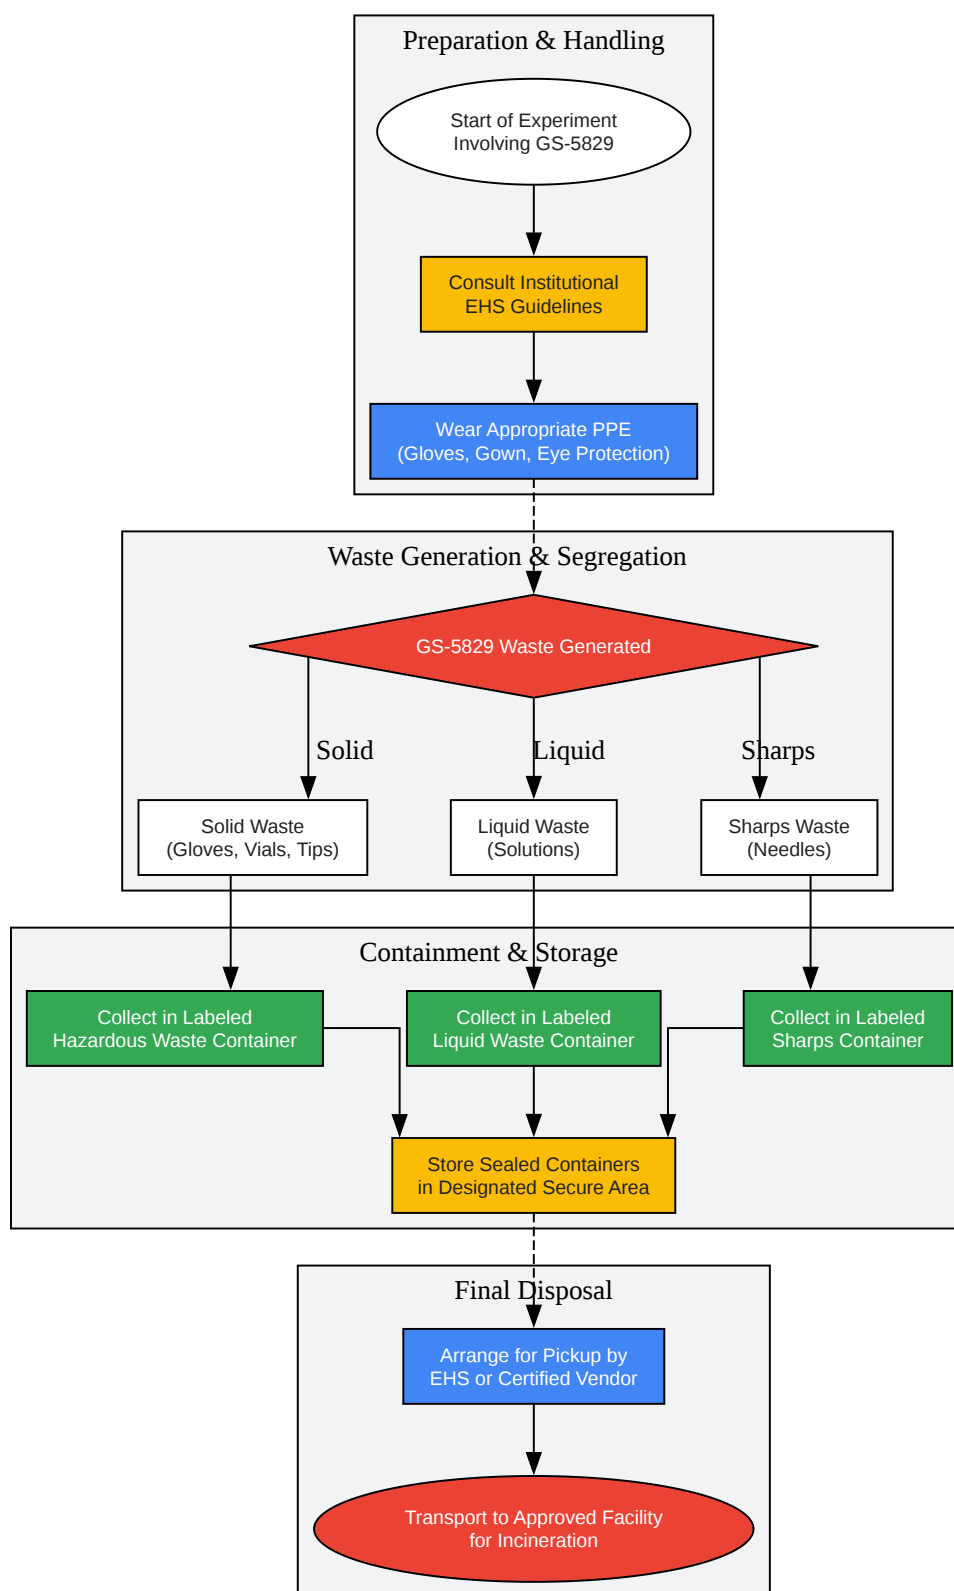 Preparation & Handling
Start of Experiment
Involving GS-5829
Consult Institutional
EHS Guidelines
Wear Appropriate PPE
(Gloves, Gown, Eye Protection)
Waste Generation & Segregation
GS-5829 Waste Generated
Solid
Liquid
Sharps
Solid Waste
(Gloves, Vials, Tips)
Liquid Waste
(Solutions)
Sharps Waste
(Needles)
Containment & Storage
Collect in Labeled
Hazardous Waste Container
Collect in Labeled
Liquid Waste Container
Collect in Labeled
Sharps Container
Store Sealed Containers
in Designated Secure Area
Final Disposal
Arrange for Pickup by
EHS or Certified Vendor
Transport to Approved Facility
for Incineration